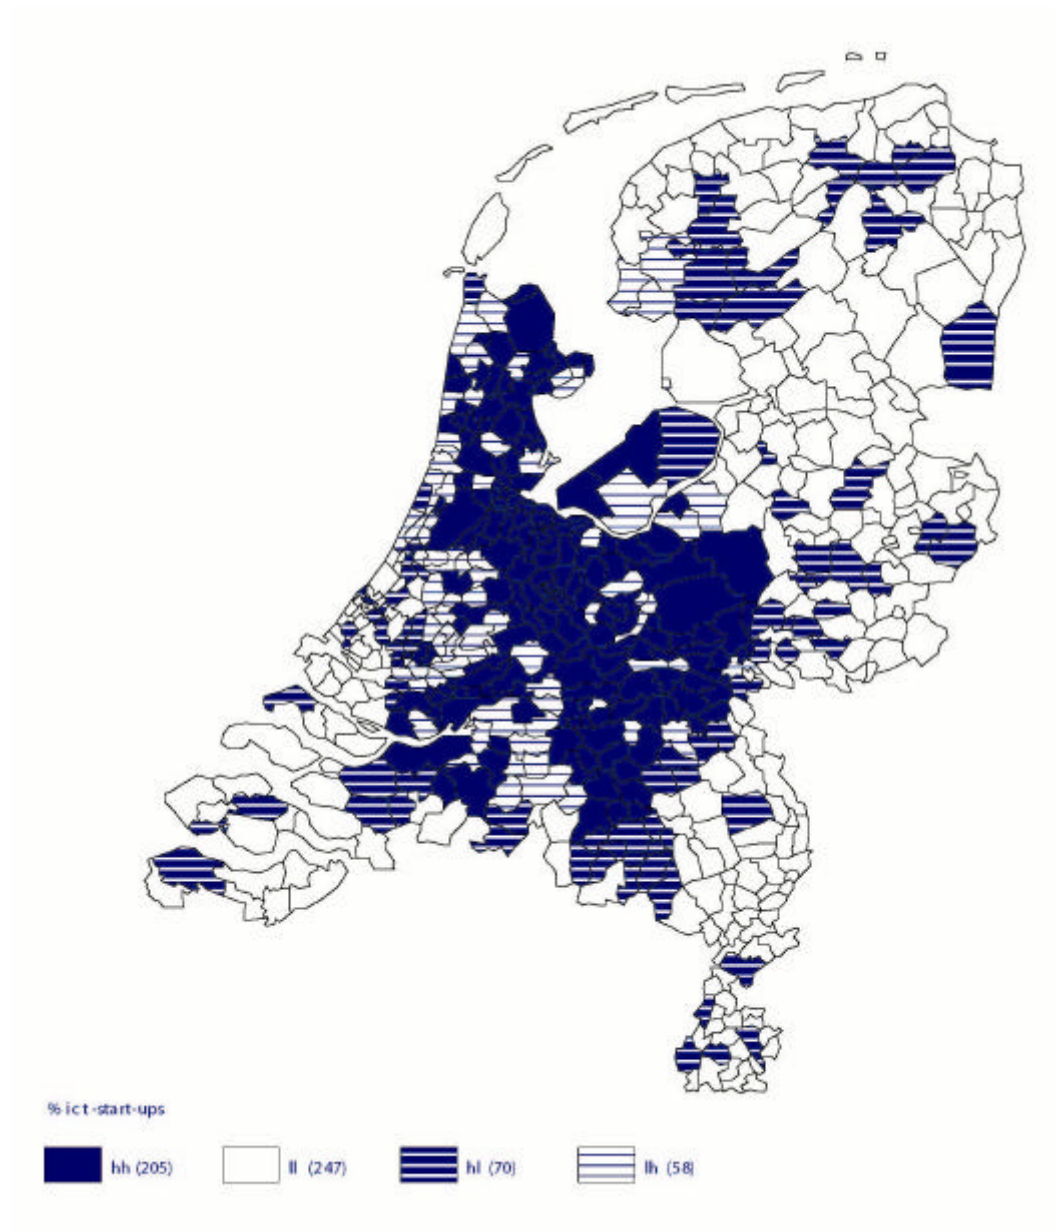 % ict-start-ups
hh (205)
ll (247)
hl (70)
lh (58)